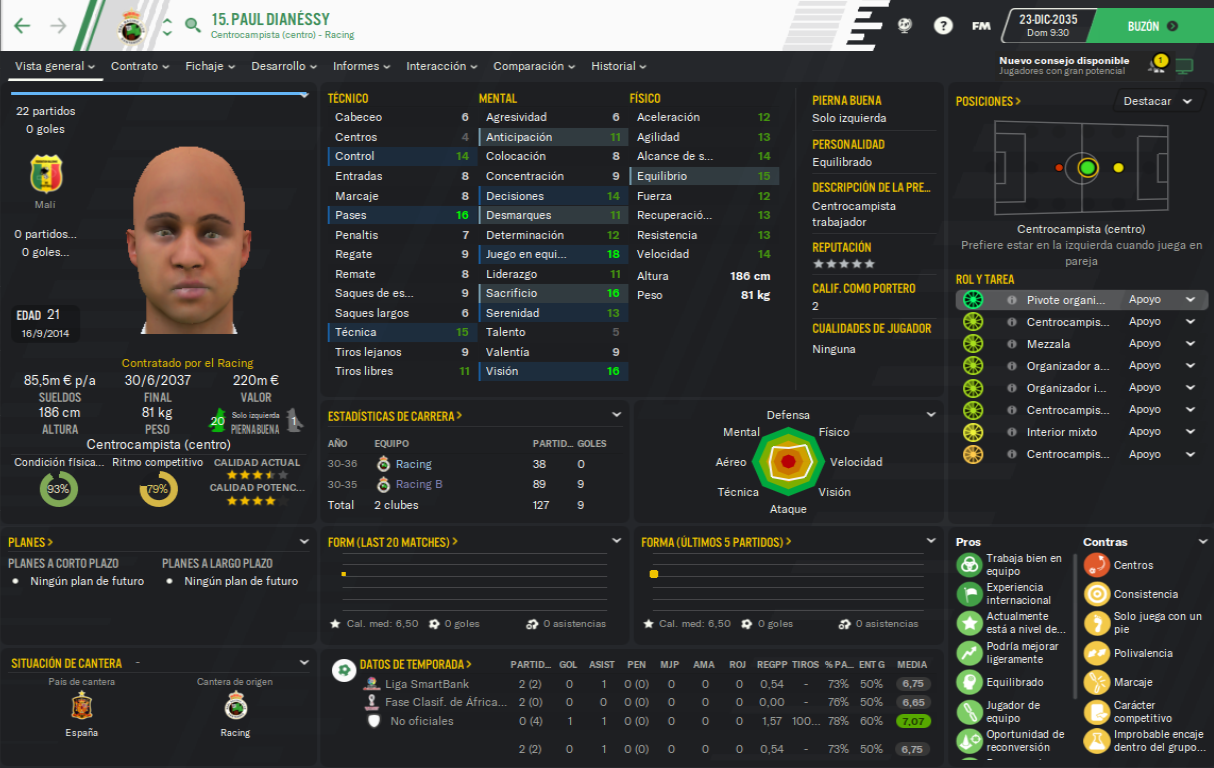 15. PAUL DIANÉSSY
Centrocampista (centro) - Racing
FM
23-DIC-2035
Dom 9:30
BUZÓN
Vista general
Contrato
Fichaje
Desarrollo
Informes
Interacción
Comparación
Historial
Nuevo consejo disponible
Jugadores con gran potencial
1
22 partidos
0 goles
Malí
0 partidos...
0 goles...
EDAD 21
16/9/2014
Contratado por el Racing
85,5m € p/a
SUELDOS
30/6/2037
FINAL
220m €
VALOR
186 cm
ALTURA
81 kg
PESO
20
Solo izquierda
PIERNA BUENA
1
Centrocampista (centro)
Condición física...
93%
Ritmo competitivo
79%
CALIDAD ACTUAL
CALIDAD POTENC...
TÉCNICO
Cabeceo 6
Centros 4
Control 14
Entradas 8
Marcaje 8
Pases 16
Penaltis 7
Regate 9
Remate 8
Saques de es... 9
Saques largos 6
Técnica 15
Tiros lejanos 9
Tiros libres 11
MENTAL
Agresividad 6
Anticipación 11
Colocación 8
Concentración 9
Decisiones 14
Desmarques 11
Determinación 12
Juego en equi... 18
Liderazgo 11
Sacrificio 16
Serenidad 13
Talento 5
Valentía 9
Visión 16
FÍSICO
Aceleración 12
Agilidad 13
Alcance de s... 14
Equilibrio 15
Fuerza 12
Recuperació... 13
Resistencia 13
Velocidad 14
Altura 186 cm
Peso 81 kg
PIERNA BUENA
Solo izquierda
PERSONALIDAD
Equilibrado
DESCRIPCIÓN DE LA PRE...
Centrocampista
trabajador
REPUTACIÓN
CALIF. COMO PORTERO
2
CUALIDADES DE JUGADOR
Ninguna
POSICIONES >
Destacar
Centrocampista (centro)
Prefiere estar en la izquierda cuando juega en
pareja
ROL Y TAREA
Pivote organi... Apoyo
Centrocampis... Apoyo
Mezzala Apoyo
Organizador a... Apoyo
Organizador i... Apoyo
Centrocampis... Apoyo
Interior mixto Apoyo
Centrocampis... Apoyo
ESTADÍSTICAS DE CARRERA >
AÑO EQUIPO PARTID... GOLES
30-36 Racing 38 0
30-35 Racing B 89 9
Total 2 clubes 127 9
Defensa
Mental
Físico
Aéreo
Velocidad
Técnica
Visión
Ataque
PLANES >
PLANES A CORTO PLAZO
Ningún plan de futuro
PLANES A LARGO PLAZO
Ningún plan de futuro
FORM (LAST 20 MATCHES) >
Cal. med: 6,50 0 goles 0 asistencias
FORMA (ÚLTIMOS 5 PARTIDOS) >
Cal. med: 6,50 0 goles 0 asistencias
Pros
Trabaja bien en
equipo
Experiencia
internacional
Actualmente
está a nivel de...
Podría mejorar
ligeramente
Equilibrado
Jugador de
equipo
Oportunidad de
reconversión
Contras
Centros
Consistencia
Solo juega con un
pie
Polivalencia
Marcaje
Carácter
competitivo
Improbable encaje
dentro del grupo...
SITUACIÓN DE CANTERA -
País de cantera
España
Cantera de origen
Racing
DATOS DE TEMPORADA > PARTID... GOL ASIST PEN MJP AMA ROJ REGPP TIROS % PA... ENT G MEDIA
Liga SmartBank 2 (2) 0 1 0 (0) 0 0 0 0,54 - 73% 50% 6,75
Fase Clasif. de África... 2 (0) 0 0 0 (0) 0 0 0 0,00 - 76% 50% 6,65
No oficiales 0 (4) 1 1 0 (0) 0 0 0 1,57 100... 78% 60% 7,07
2 (2) 0 1 0 (0) 0 0 0 0,54 - 73% 50% 6,75